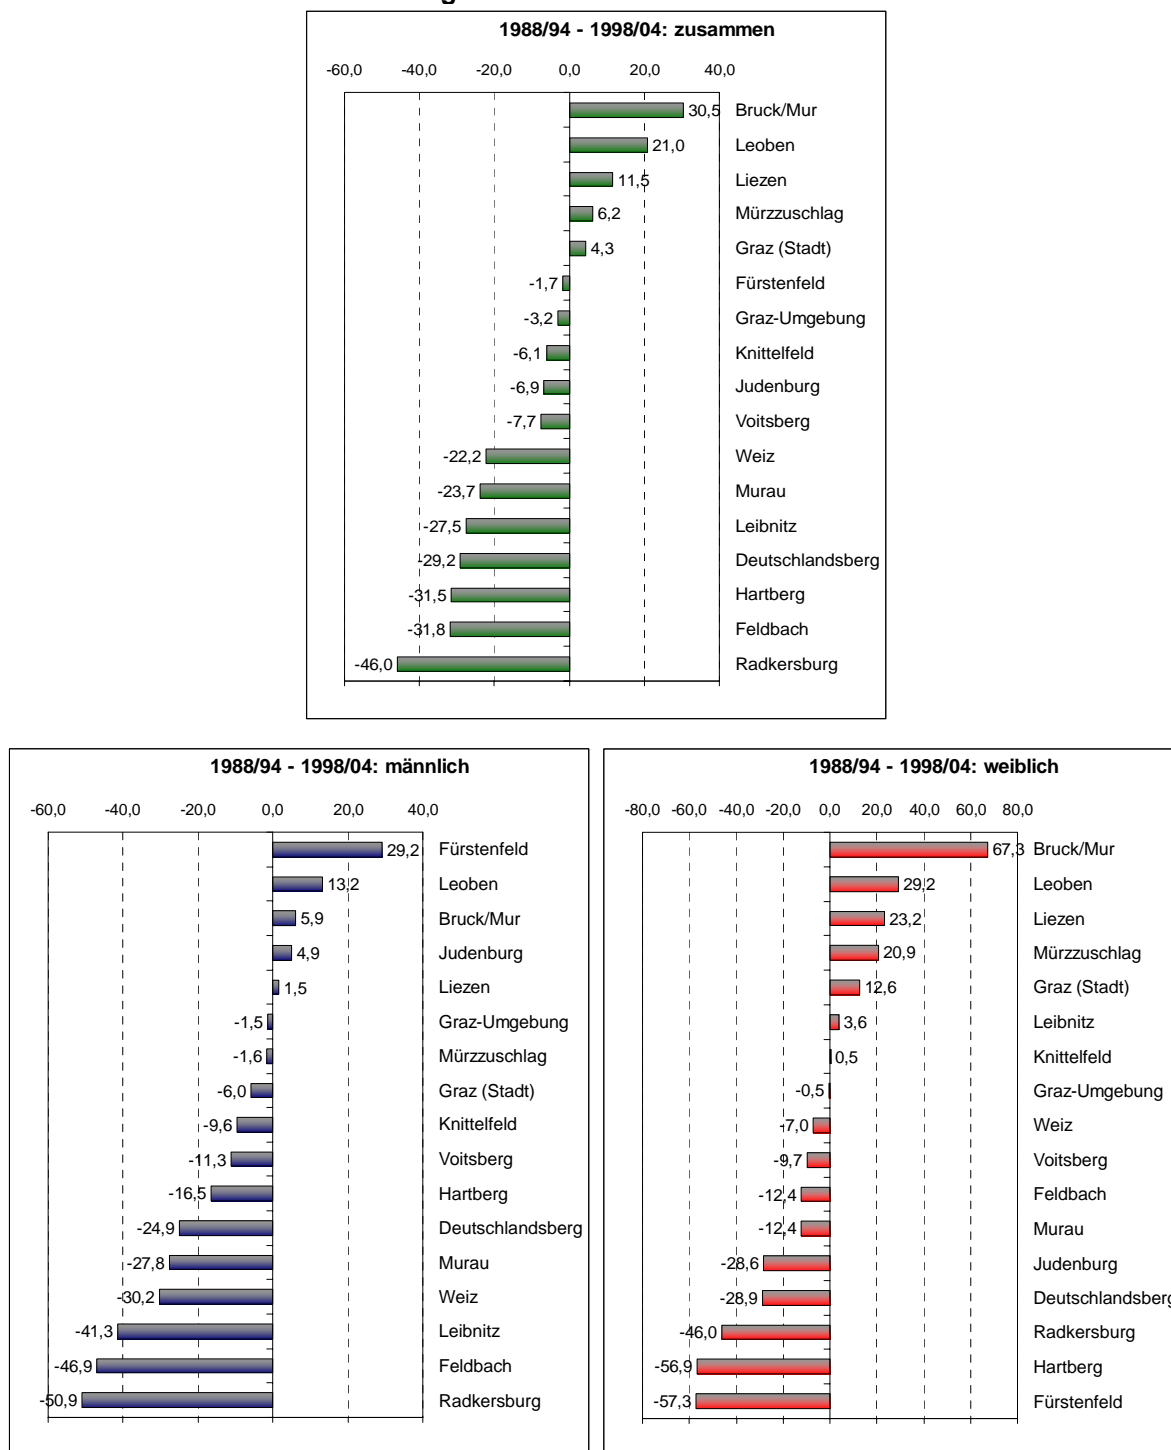 1988/94 - 1998/04: zusammen
-60,0 -40,0 -20,0 0,0 20,0 40,0
30,5 Bruck/Mur
21,0 Leoben
11,5 Liezen
6,2 Mürzzuschlag
4,3 Graz (Stadt)
-1,7 Fürstenfeld
-3,2 Graz-Umgebung
-6,1 Knittelfeld
-6,9 Judenburg
-7,7 Voitsberg
-22,2 Weiz
-23,7 Murau
-27,5 Leibnitz
-29,2 Deutschlandsberg
-31,5 Hartberg
-31,8 Feldbach
-46,0 Radkersburg
1988/94 - 1998/04: männlich
-60,0 -40,0 -20,0 0,0 20,0 40,0
29,2 Fürstenfeld
13,2 Leoben
5,9 Bruck/Mur
4,9 Judenburg
1,5 Liezen
-1,5 Graz-Umgebung
-1,6 Mürzzuschlag
-6,0 Graz (Stadt)
-9,6 Knittelfeld
-11,3 Voitsberg
-16,5 Hartberg
-24,9 Deutschlandsberg
-27,8 Murau
-30,2 Weiz
-41,3 Leibnitz
-46,9 Feldbach
-50,9 Radkersburg
1988/94 - 1998/04: weiblich
-80,0 -60,0 -40,0 -20,0 0,0 20,0 40,0 60,0 80,0
67,3 Bruck/Mur
29,2 Leoben
23,2 Liezen
20,9 Mürzzuschlag
12,6 Graz (Stadt)
3,6 Leibnitz
0,5 Knittelfeld
-0,5 Graz-Umgebung
-7,0 Weiz
-9,7 Voitsberg
-12,4 Feldbach
-12,4 Murau
-28,6 Judenburg
-28,9 Deutschlandsberg
-46,0 Radkersburg
-56,9 Hartberg
-57,3 Fürstenfeld